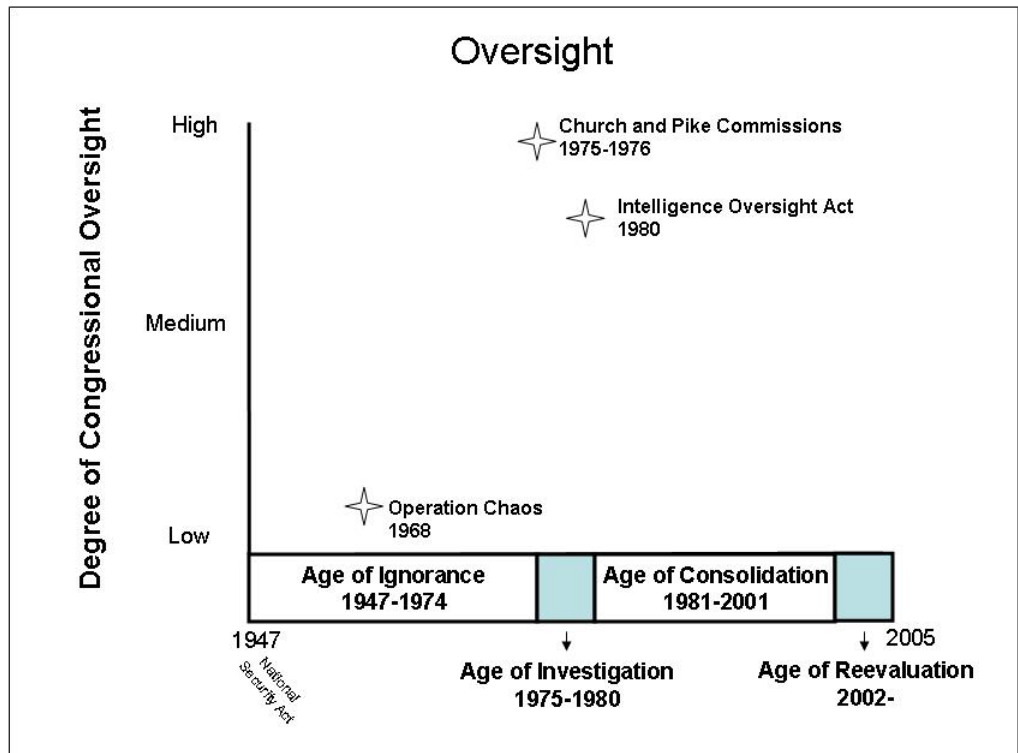 Oversight
Degree of Congressional Oversight
High
Church and Pike Commissions
1975-1976
Intelligence Oversight Act
1980
Medium
Operation Chaos
1968
Low
Age of Ignorance
1947-1974
Age of Consolidation
1981-2001
1947
2005
National
Security Act
Age of Investigation
1975-1980
Age of Reevaluation
2002-